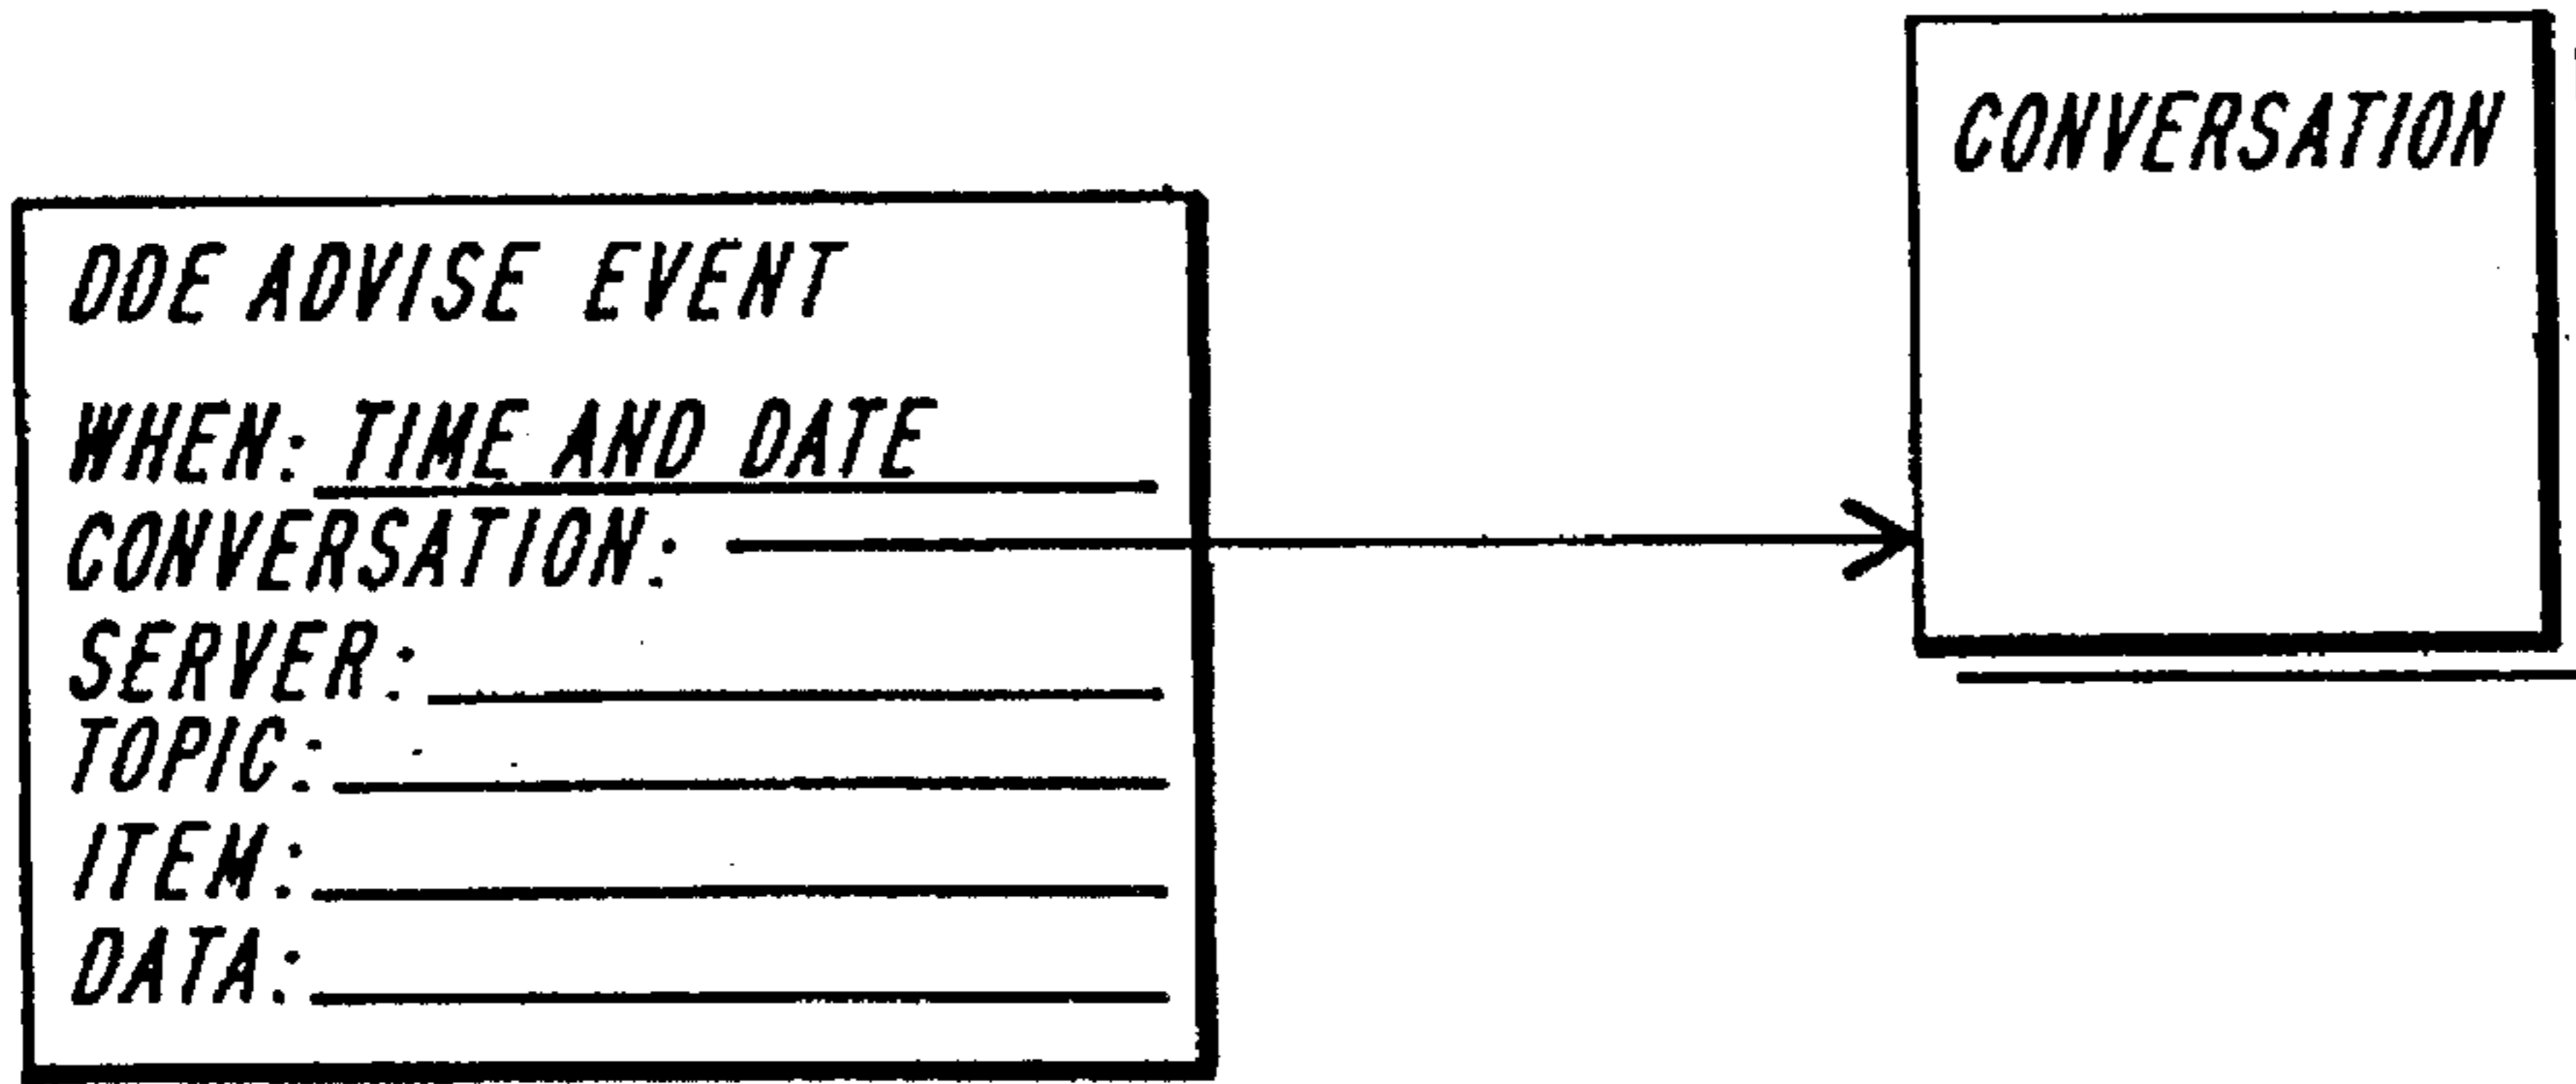 CONVERSATION
DDE ADVISE EVENT
WHEN: TIME AND DATE
CONVERSATION:
SERVER:
TOPIC:
ITEM:
DATA: